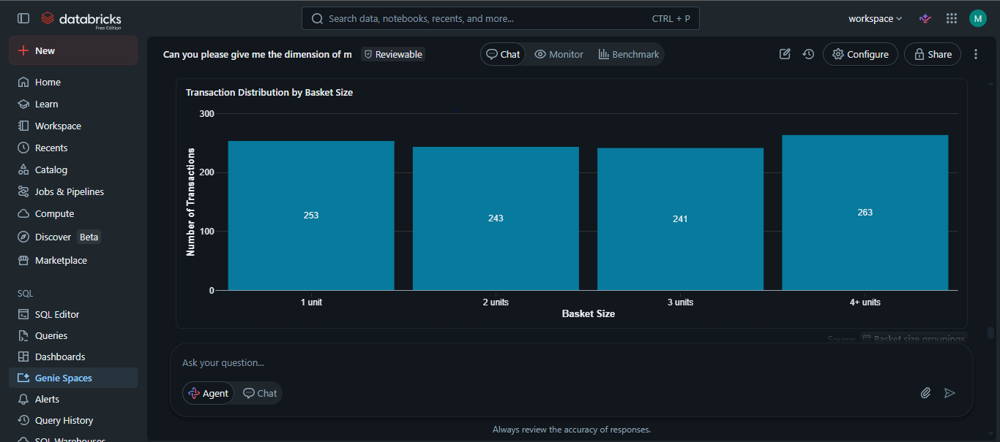 databricks
Free Edition
Search data, notebooks, recents, and more...
CTRL + P
workspace
M
New
Home
Learn
Workspace
Recents
Catalog
Jobs & Pipelines
Compute
Discover Beta
Marketplace
SQL
SQL Editor
Queries
Dashboards
Genie Spaces
Alerts
Query History
SQL Warehouses
Can you please give me the dimension of m
Reviewable
Chat
Monitor
Benchmark
Configure
Share
Transaction Distribution by Basket Size
Number of Transactions
300
200
100
0
253
243
241
263
1 unit
2 units
3 units
4+ units
Basket Size
Source: Basket size groupings
Ask your question...
Agent
Chat
Always review the accuracy of responses.